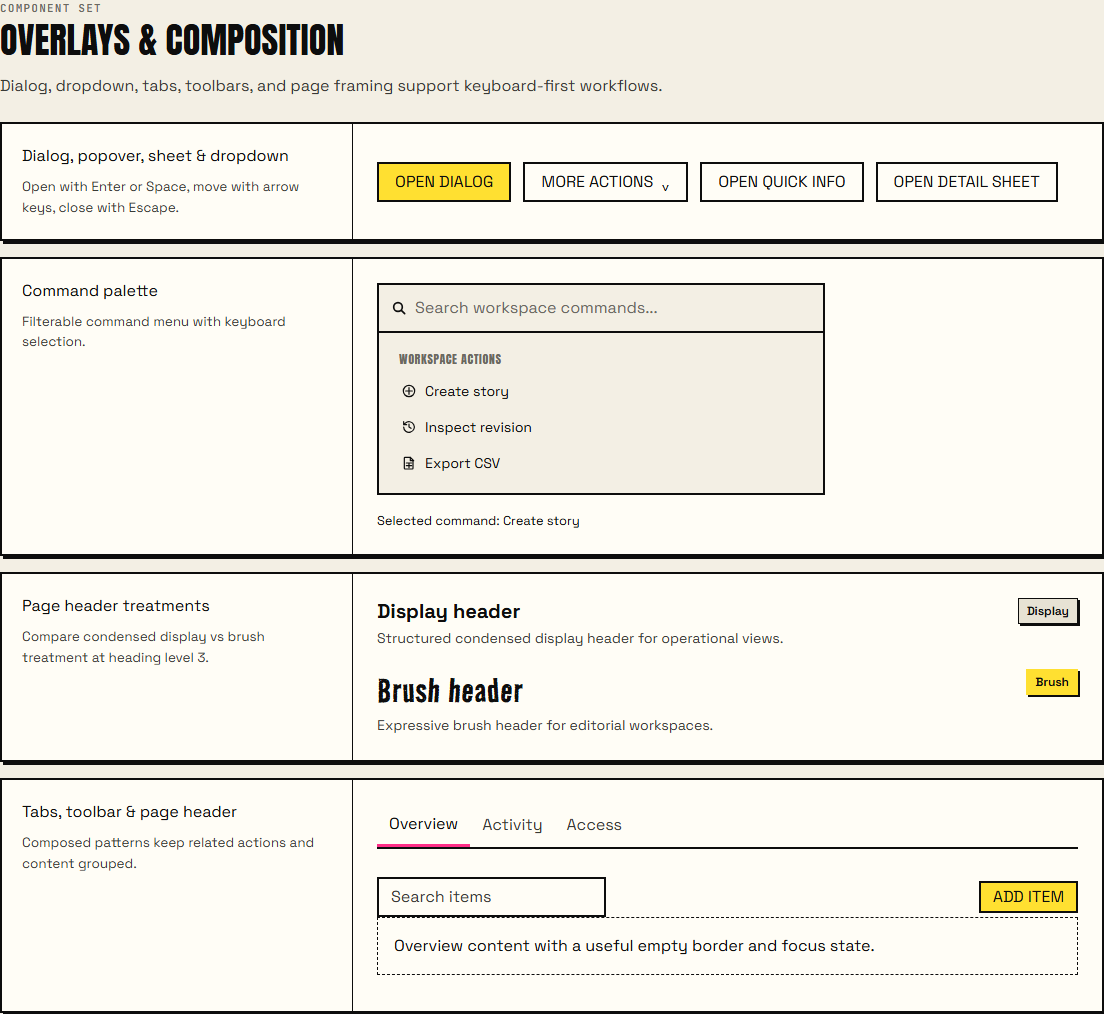 COMPONENT SET
OVERLAYS & COMPOSITION
Dialog, dropdown, tabs, toolbars, and page framing support keyboard-first workflows.
Dialog, popover, sheet & dropdown
Open with Enter or Space, move with arrow
keys, close with Escape.
OPEN DIALOG
MORE ACTIONS v
OPEN QUICK INFO
OPEN DETAIL SHEET
Command palette
Filterable command menu with keyboard
selection.
Search workspace commands...
WORKSPACE ACTIONS
Create story
Inspect revision
Export CSV
Selected command: Create story
Page header treatments
Compare condensed display vs brush
treatment at heading level 3.
Display header
Display
Structured condensed display header for operational views.
Brush header
Brush
Expressive brush header for editorial workspaces.
Tabs, toolbar & page header
Composed patterns keep related actions and
content grouped.
Overview Activity Access
Search items
ADD ITEM
Overview content with a useful empty border and focus state.